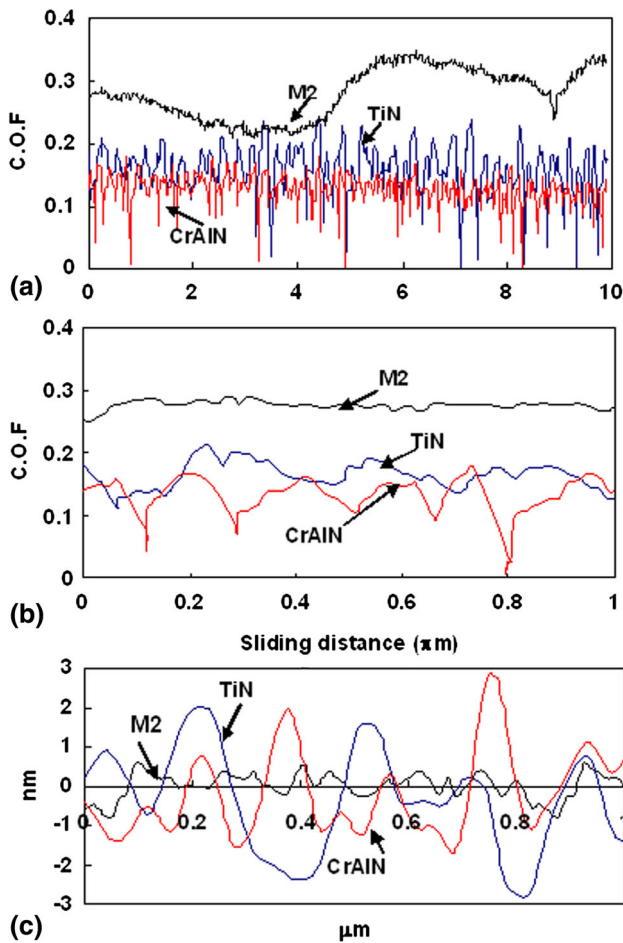 0.4
0.3
0.2
0.1
0
C.O.F
M2
TiN
CrAlN
0 2 4 6 8 10
(a)
0.4
0.3
0.2
0.1
0
C.O.F
M2
TiN
CrAlN
0 0.2 0.4 0.6 0.8 1
(b)
Sliding distance (πm)
3
2
1
0
-1
-2
-3
nm
TiN
M2
0 0.2 0.4 0.6 0.8
CrAlN
(c)
μm